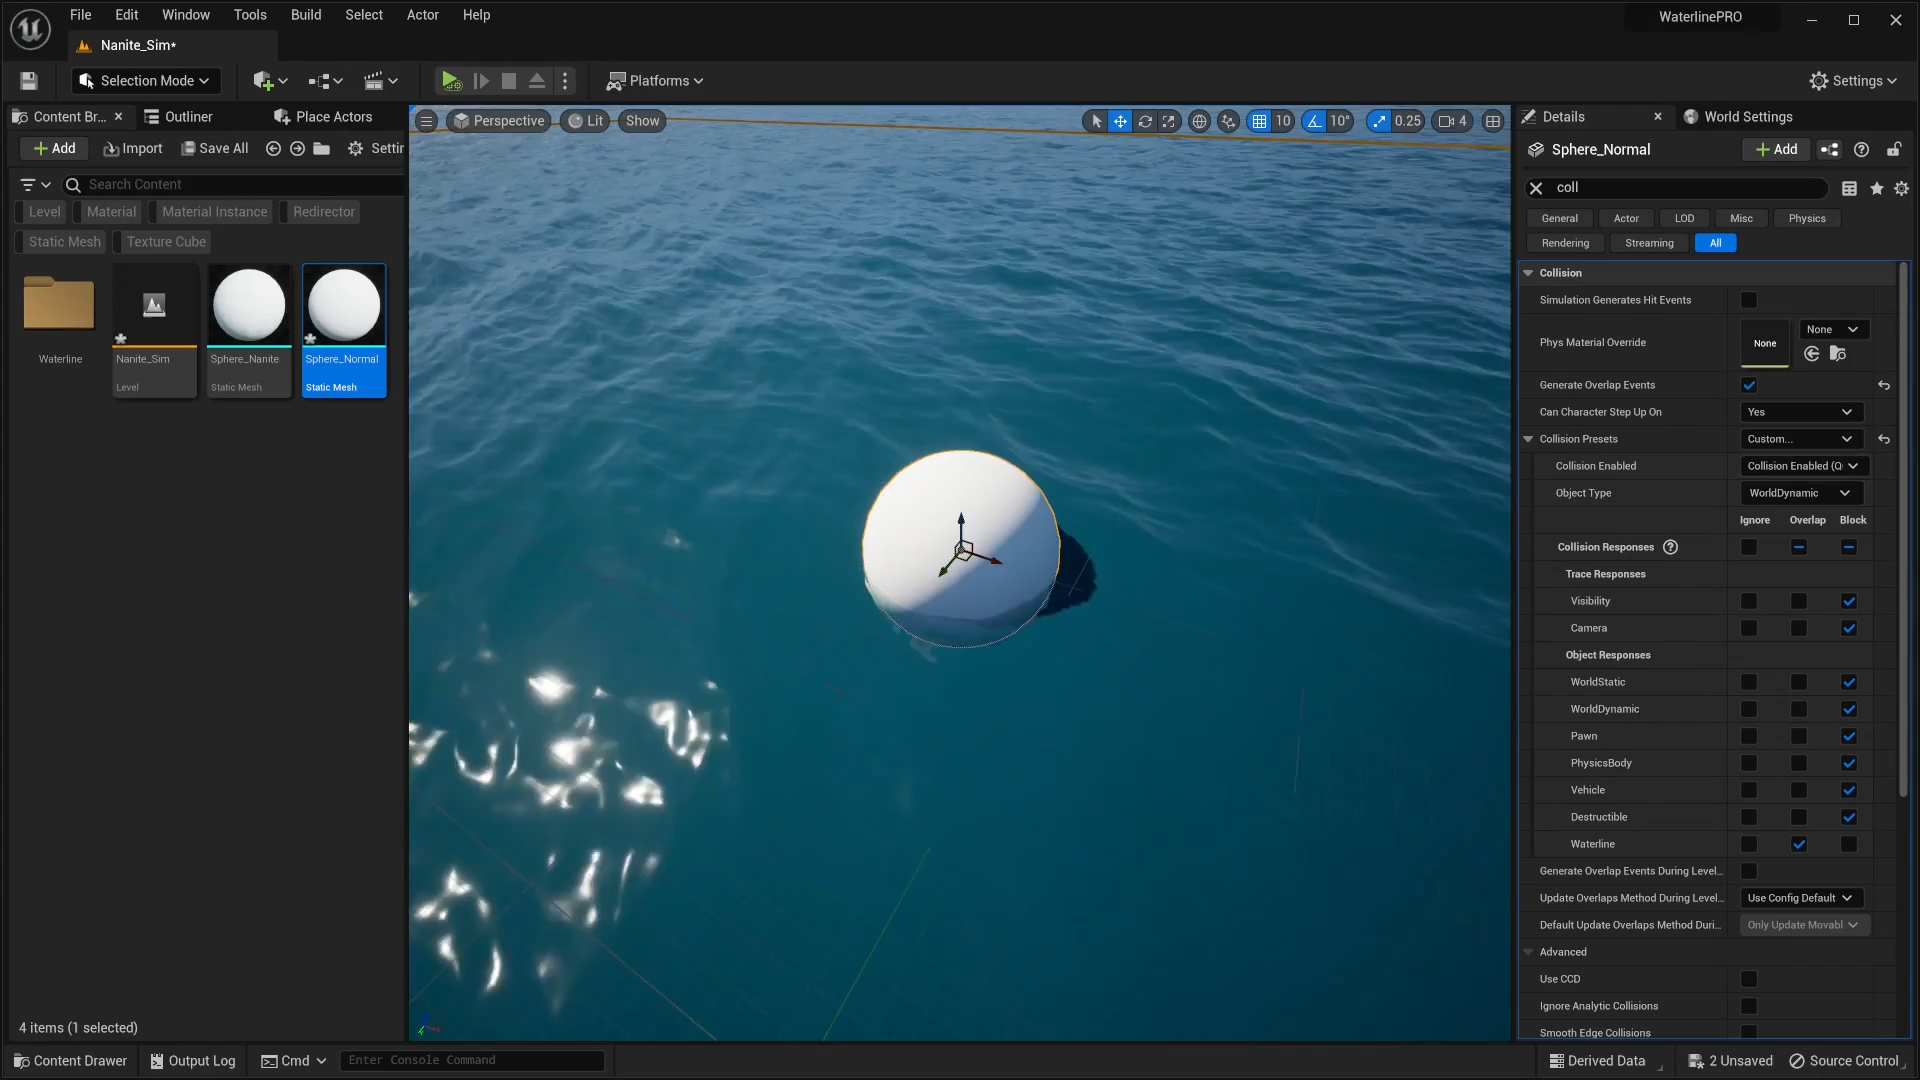 File Edit Window Tools Build Select Actor Help
WaterlinePRO
Nanite_Sim*
Selection Mode
Platforms
Settings
Content Br...
Outliner
Place Actors
Add
Import
Save All
Settin
Search Content
Level
Material
Material Instance
Redirector
Static Mesh
Texture Cube
Waterline
Nanite_Sim
Level
Sphere_Nanite
Static Mesh
Sphere_Normal
Static Mesh
4 items (1 selected)
Perspective
Lit
Show
10
10°
0.25
4
Details
World Settings
Sphere_Normal
Add
coll
General
Actor
LOD
Misc
Physics
Rendering
Streaming
All
Collision
Simulation Generates Hit Events
Phys Material Override
None
None
Generate Overlap Events
Can Character Step Up On
Yes
Collision Presets
Custom...
Collision Enabled
Collision Enabled (Q
Object Type
WorldDynamic
Ignore Overlap Block
Collision Responses
Trace Responses
Visibility
Camera
Object Responses
WorldStatic
WorldDynamic
Pawn
PhysicsBody
Vehicle
Destructible
Waterline
Generate Overlap Events During Level...
Update Overlaps Method During Level...
Use Config Default
Default Update Overlaps Method Duri...
Only Update Movabl
Advanced
Use CCD
Ignore Analytic Collisions
Smooth Edge Collisions
Content Drawer
Output Log
Cmd
Enter Console Command
Derived Data
2 Unsaved
Source Control